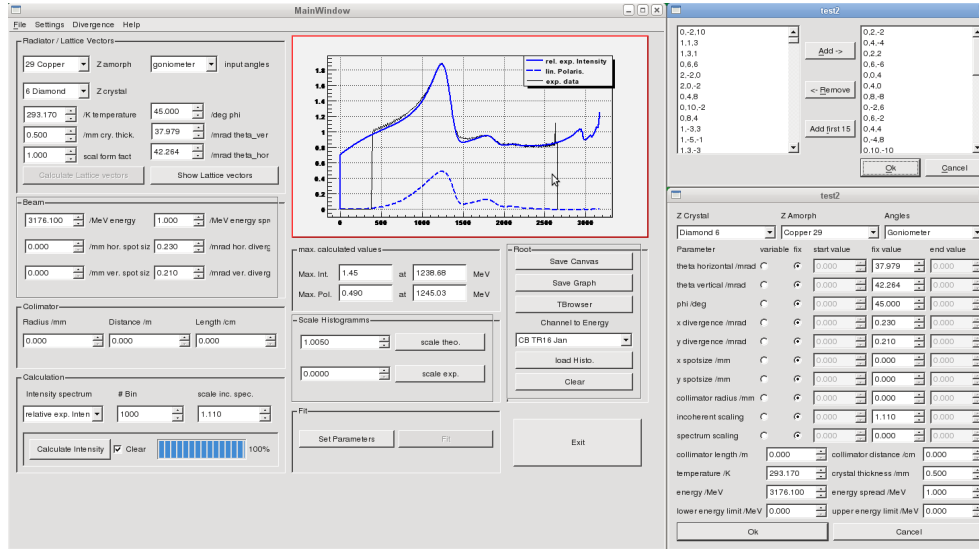 MainWindow
File Settings Divergence Help
Radiator / Lattice Vectors
29 Copper Z amorph goniometer input angles
6 Diamond Z crystal
293.170 /K temperature 45.000 /deg phi
0.500 /mm cry. thick. 37.979 /mrad theta_ver
1.000 scal form fact 42.264 /mrad theta_hor
Calculate Lattice vectors Show Lattice vectors
Beam
3176.100 /MeV energy 1.000 /MeV energy spre
0.000 /mm hor. spot siz 0.230 /mrad hor. diverg
0.000 /mm ver. spot siz 0.210 /mrad ver. diverg
Colimator
Radius /mm Distance /m Length /cm
0.000 0.000 0.000
Calculation
Intensity spectrum # Bin scale inc. spec.
relative exp. Inten 1000 1.110
Calculate Intensity Clear 100%
rel. exp. Intensity
lin. Polaris.
exp. data
1.8
1.6
1.4
1.2
1
0.8
0.6
0.4
0.2
0
0 500 1000 1500 2000 2500 3000
max. calculated values
Max. Int. 1.45 at 1238.68 MeV
Max. Pol. 0.490 at 1245.03 MeV
Scale Histogramms
1.0050 scale theo.
0.0000 scale exp.
Fit
Set Parameters Fit
Root
Save Canvas
Save Graph
TBrowser
Channel to Energy
CB TR16 Jan
load Histo.
Clear
Exit
test2
0,-2,10
1,1,3
1,3,1
0,6,6
2,-2,0
2,0,-2
0,4,8
0,10,-2
0,8,4
1,-3,3
1,-5,-1
1,3,-3
Add ->
<- Remove
Add first 15
0,2,-2
0,4,-4
0,2,2
0,6,-6
0,0,4
0,4,0
0,8,-8
0,-2,6
0,6,-2
0,4,4
0,-4,8
0,10,-10
Ok Cancel
test2
Z Crystal Z Amorph Angles
Diamond 6 Copper 29 Goniometer
Parameter variable fix start value fix value end value
theta horizontal /mrad 0.000 37.979 0.000
theta vertical /mrad 0.000 42.264 0.000
phi /deg 0.000 45.000 0.000
x divergence /mrad 0.000 0.230 0.000
y divergence /mrad 0.000 0.210 0.000
x spotsize /mm 0.000 0.000 0.000
y spotsize /mm 0.000 0.000 0.000
collimator radius /mm 0.000 0.000 0.000
incoherent scaling 0.000 1.110 0.000
spectrum scaling 0.000 0.000 0.000
collimator length /m 0.000 collimator distance /cm 0.000
temperature /K 293.170 crystal thickness /mm 0.500
energy /MeV 3176.100 energy spread /MeV 1.000
lower energy limit /MeV 0.000 upper energy limit /MeV 0.000
Ok Cancel